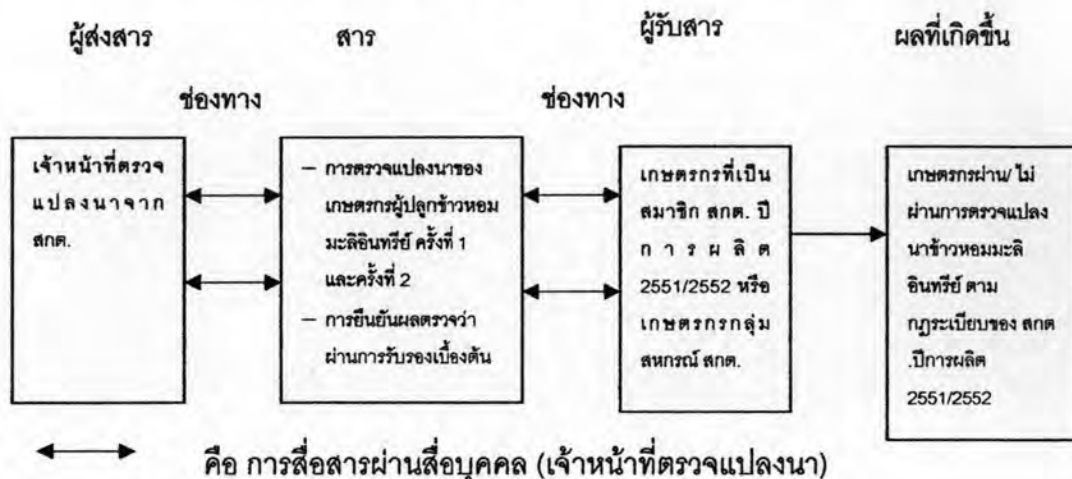 ผู้ส่งสาร
สาร
ผู้รับสาร
ผลที่เกิดขึ้น
ช่องทาง
ช่องทาง
เจ้าหน้าที่ตรวจ
แปลงนาจาก
สกต.
– การตรวจแปลงนาของ
เกษตรกรผู้ปลูกข้าวหอม
มะลิอินทรีย์ ครั้งที่ 1
และครั้งที่ 2
– การยืนยันผลตรวจว่า
ผ่านการรับรองเบื้องต้น
เกษตรกรที่เป็น
สมาชิก สกต. ปี
การผลิต
2551/2552 หรือ
เกษตรกรกลุ่ม
สหกรณ์ สกต.
เกษตรกรผ่าน/ ไม่
ผ่านการตรวจแปลง
นาข้าวหอมมะลิ
อินทรีย์ ตาม
กฎระเบียบของ สกต
.ปีการผลิต
2551/2552
คือ การสื่อสารผ่านสื่อบุคคล (เจ้าหน้าที่ตรวจแปลงนา)